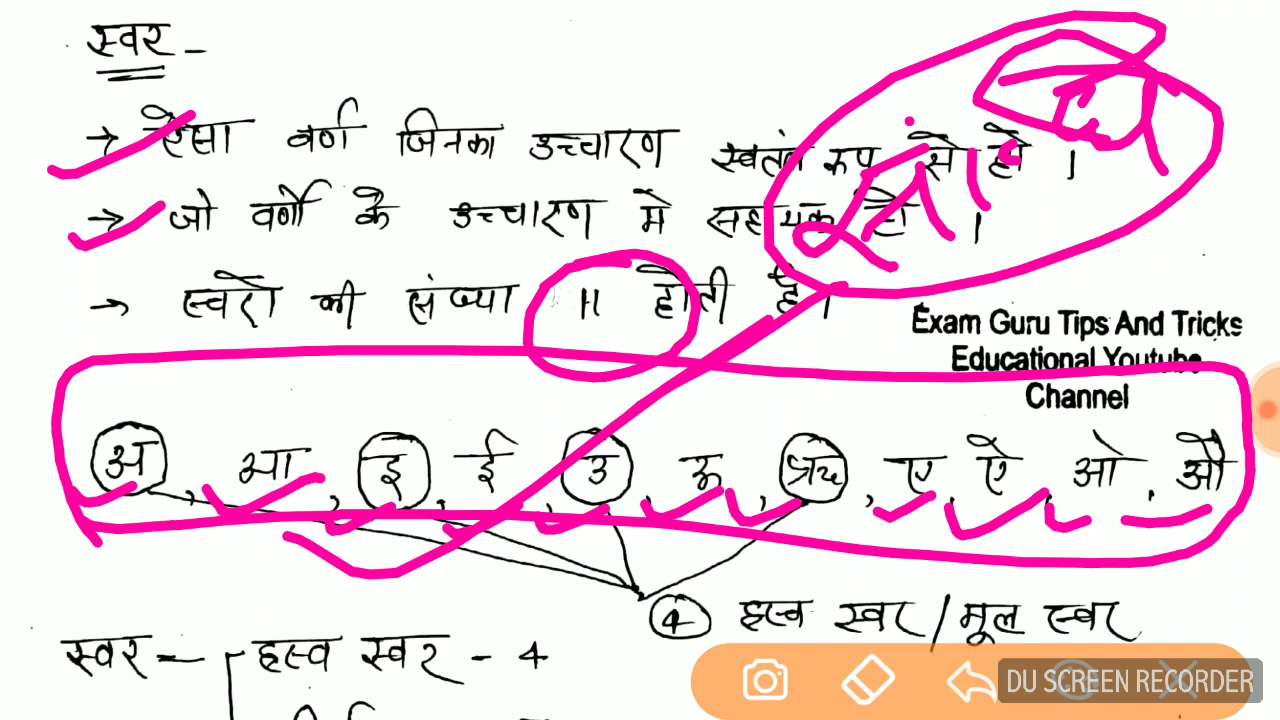 स्वर -
→ ऐसा वर्ण जिनका उच्चारण स्वतंत्र रूप से हो ।
→ जो वर्णों के उच्चारण मे सहायक हो ।
→ स्वरो की संख्या 11 होती है ।
Exam Guru Tips And Tricks
Educational Youtube
Channel
अ , आ , इ , ई , उ , ऊ , ऋ , ए , ऐ , ओ , औ
④ ह्रस्व स्वर / मूल स्वर
स्वर - ह्रस्व स्वर - 4
DU SCREEN RECORDER